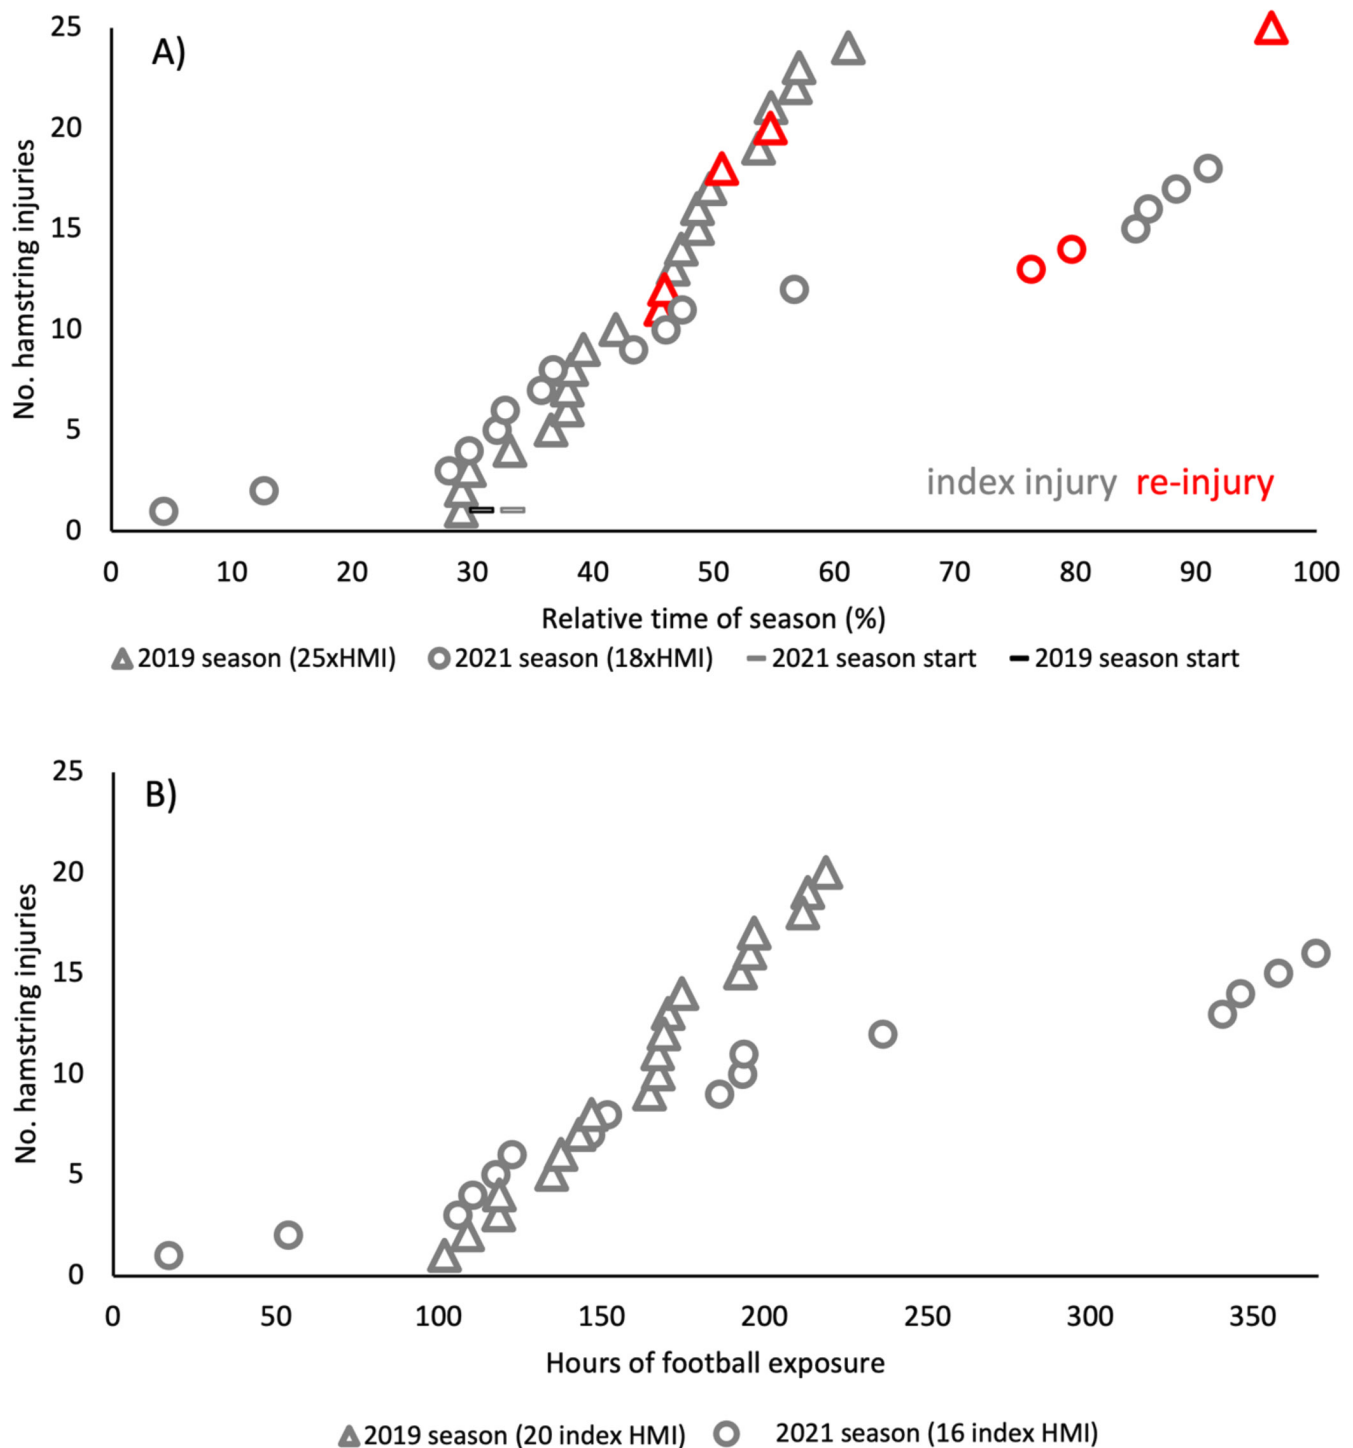 A)
No. hamstring injuries
25
20
15
10
5
0
index injury re-injury
0 10 20 30 40 50 60 70 80 90 100
Relative time of season (%)
2019 season (25xHMI) 2021 season (18xHMI) 2021 season start 2019 season start
B)
No. hamstring injuries
25
20
15
10
5
0
0 50 100 150 200 250 300 350
Hours of football exposure
2019 season (20 index HMI) 2021 season (16 index HMI)